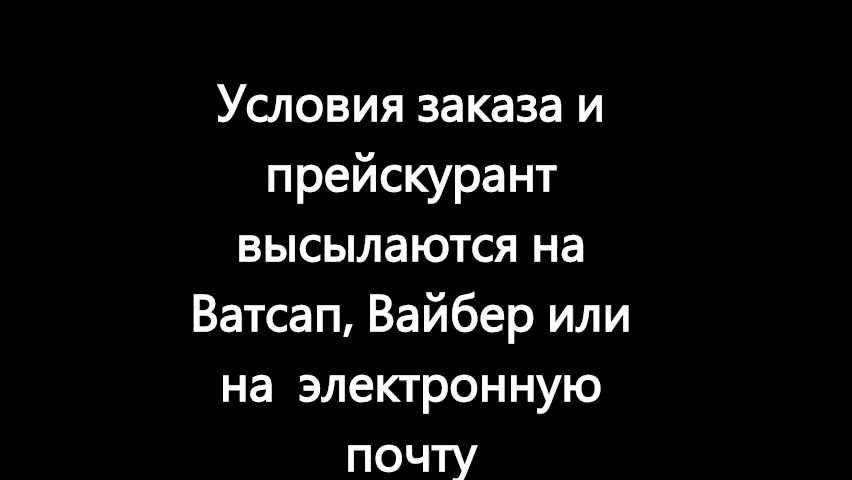 Условия заказа и
прейскурант
высылаются на
Ватсап, Вайбер или
на  электронную
почту